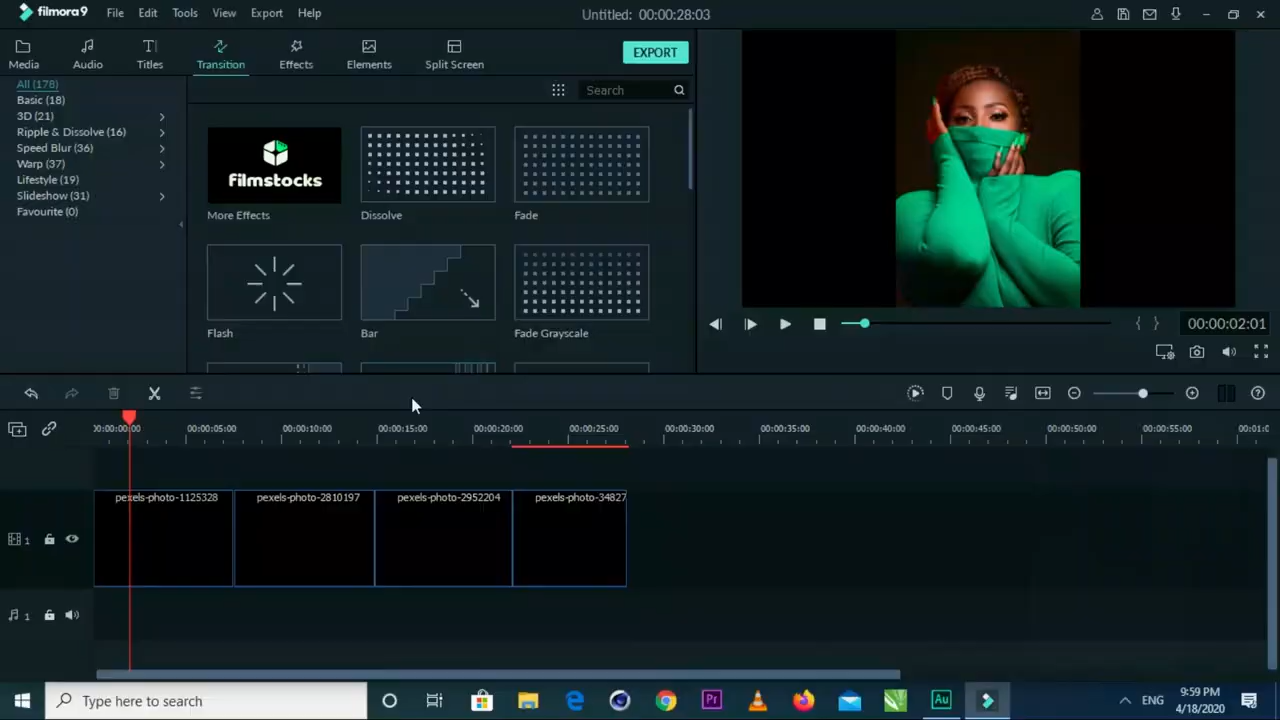 filmora9 File Edit Tools View Export Help Untitled: 00:00:28:03
Media Audio Titles Transition Effects Elements Split Screen EXPORT
All (178)
Basic (18)
3D (21)
Ripple & Dissolve (16)
Speed Blur (36)
Warp (37)
Lifestyle (19)
Slideshow (31)
Favourite (0)
Search
filmstocks
More Effects Dissolve Fade
Flash Bar Fade Grayscale
00:00:02:01
00:00:00:00 00:00:05:00 00:00:10:00 00:00:15:00 00:00:20:00 00:00:25:00 00:00:30:00 00:00:35:00 00:00:40:00 00:00:45:00 00:00:50:00 00:00:55:00 00:01:0
pexels-photo-1125328 pexels-photo-2810197 pexels-photo-2952204 pexels-photo-34827
1
1
Type here to search Pr Au ENG 9:59 PM
4/18/2020